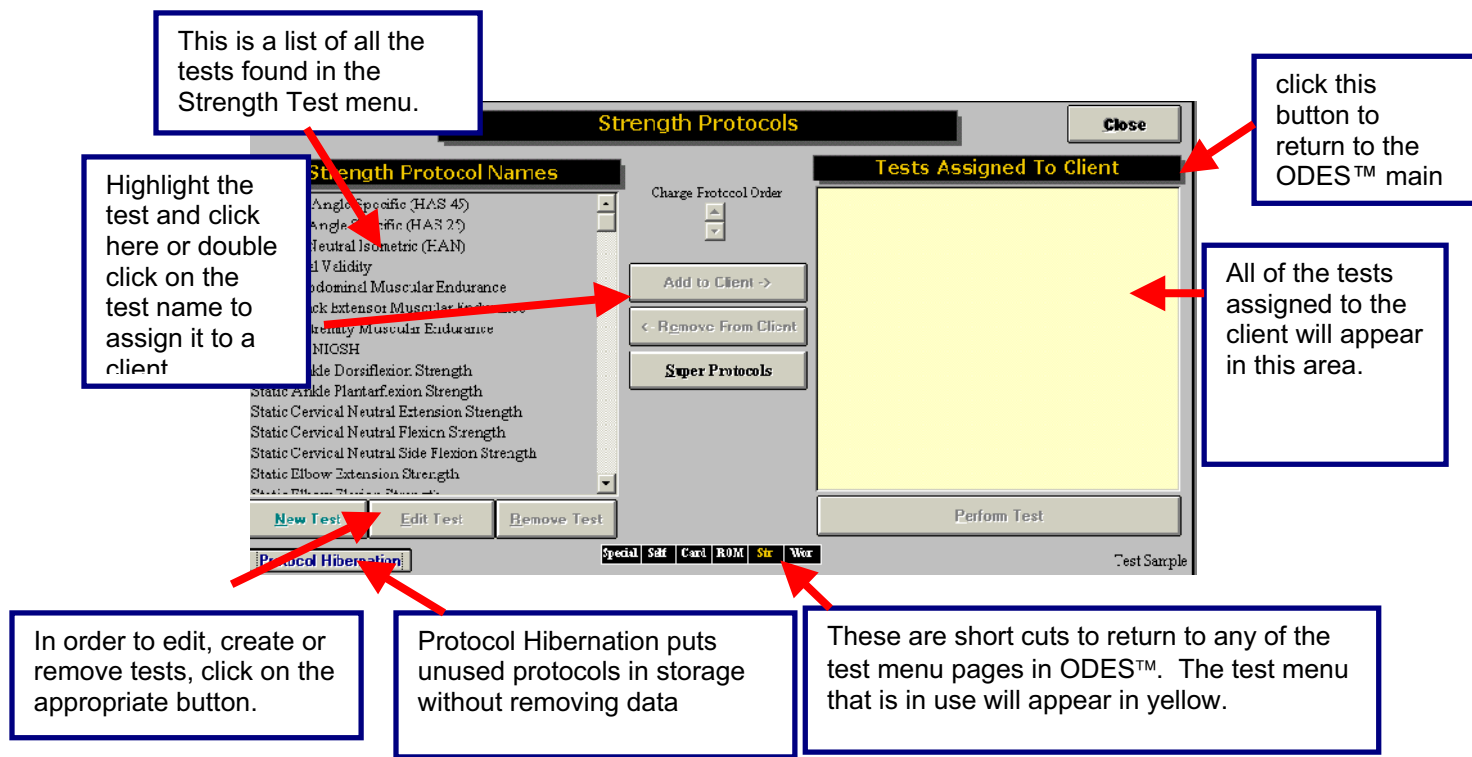 This is a list of all the
tests found in the
Strength Test menu.
click this
button to
return to the
ODES™ main
Strength Protocols
Close
Highlight the
test and click
here or double
click on the
test name to
assign it to a
client
Strength Protocol Names
Angle Specific (HAS 45)
Angle Specific (HAS 25)
Neutral Isometric (HAN)
Validity
Abdominal Muscular Endurance
Back Extensor Muscular Endurance
Extremity Muscular Endurance
NIOSH
Ankle Dorsiflexion Strength
Static Ankle Plantarflexion Strength
Static Cervical Neutral Extension Strength
Static Cervical Neutral Flexion Strength
Static Cervical Neutral Side Flexion Strength
Static Elbow Extension Strength
Static Elbow Flexion Strength
New Test
Edit Test
Remove Test
Protocol Hibernation
Change Protocol Order
Add to Client ->
<- Remove From Client
Super Protocols
Tests Assigned To Client
Perform Test
Special Self Card ROM Str Wor
Test Sample
All of the tests
assigned to the
client will appear
in this area.
In order to edit, create or
remove tests, click on the
appropriate button.
Protocol Hibernation puts
unused protocols in storage
without removing data
These are short cuts to return to any of the
test menu pages in ODES™. The test menu
that is in use will appear in yellow.